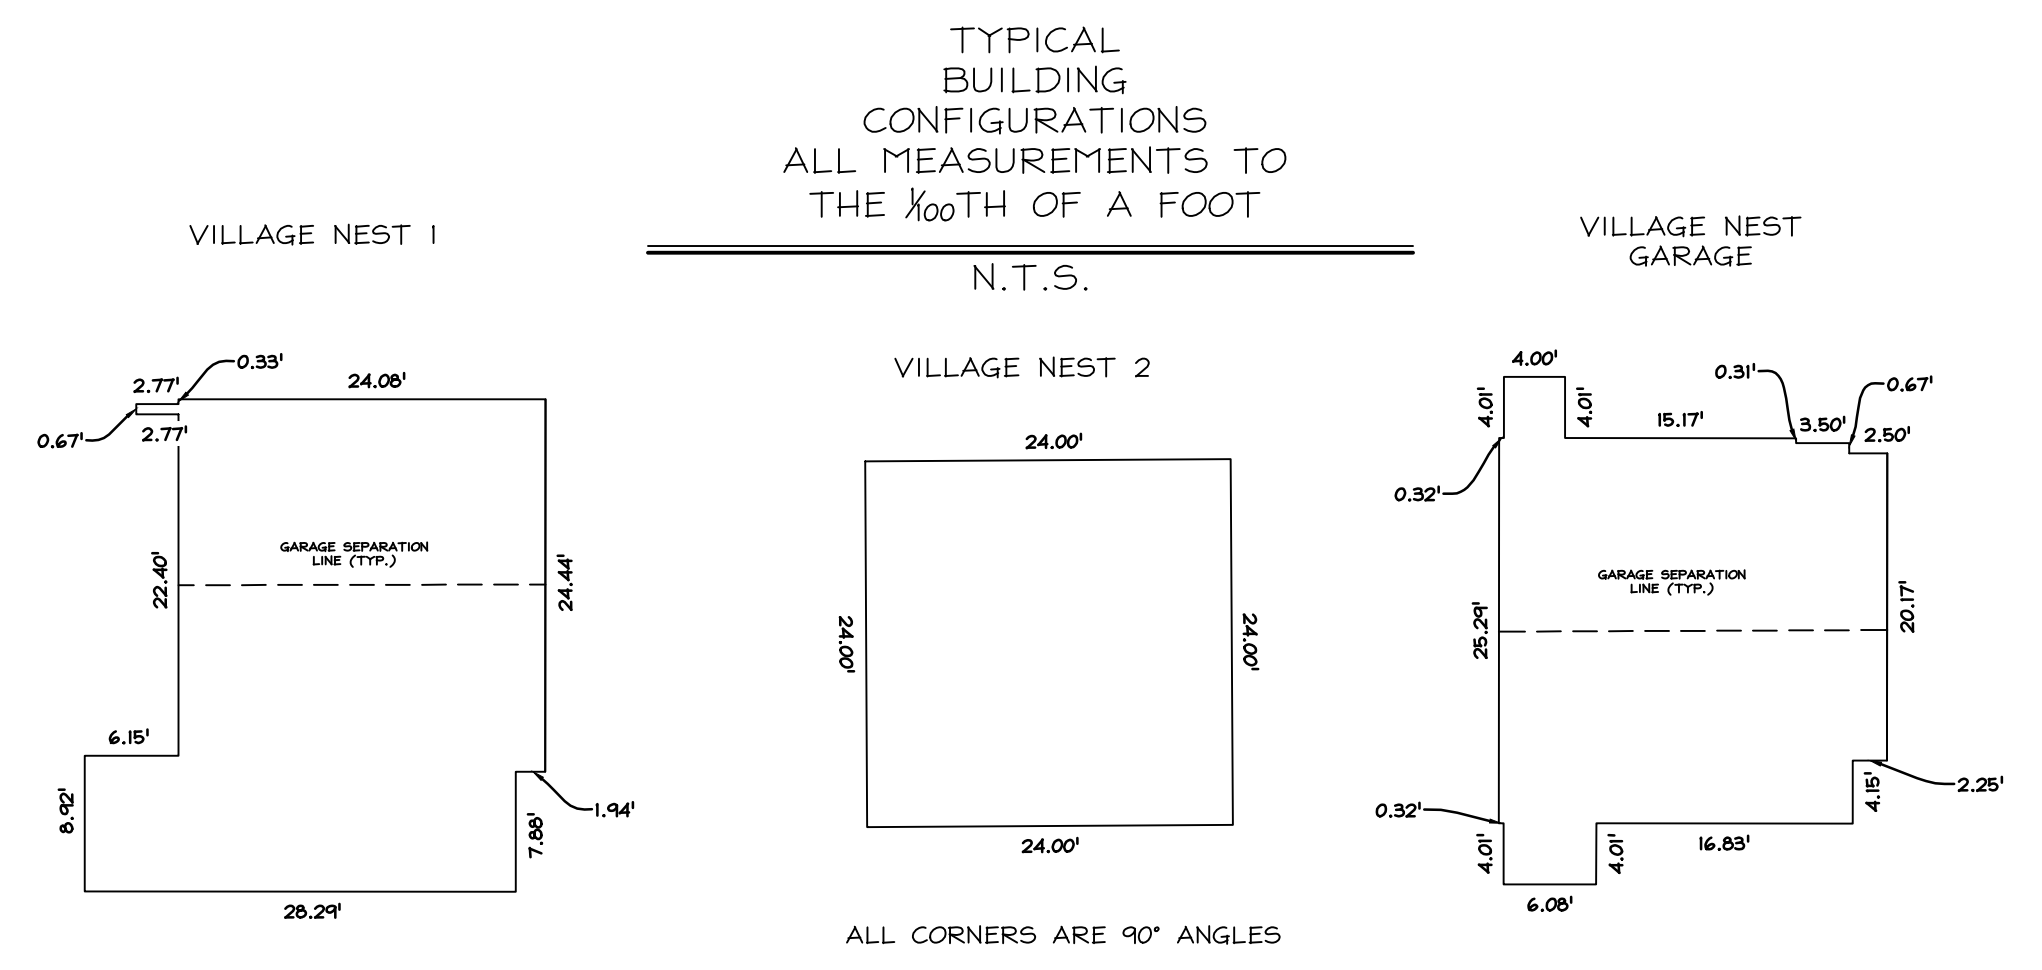 TYPICAL
BUILDING
CONFIGURATIONS
ALL MEASUREMENTS TO
THE 1/100TH OF A FOOT
N.T.S.
VILLAGE NEST 1
0.33'
2.77'
24.08'
0.67'
2.77'
GARAGE SEPARATION
LINE (TYP.)
22.40'
24.44'
6.15'
8.92'
1.94'
7.88'
28.29'
VILLAGE NEST 2
24.00'
24.00'
24.00'
24.00'
ALL CORNERS ARE 90° ANGLES
VILLAGE NEST
GARAGE
4.00'
0.31'
0.67'
4.01'
4.01'
15.17'
3.50'
2.50'
0.32'
GARAGE SEPARATION
LINE (TYP.)
25.29'
20.17'
0.32'
4.15'
2.25'
4.01'
4.01'
16.83'
6.08'